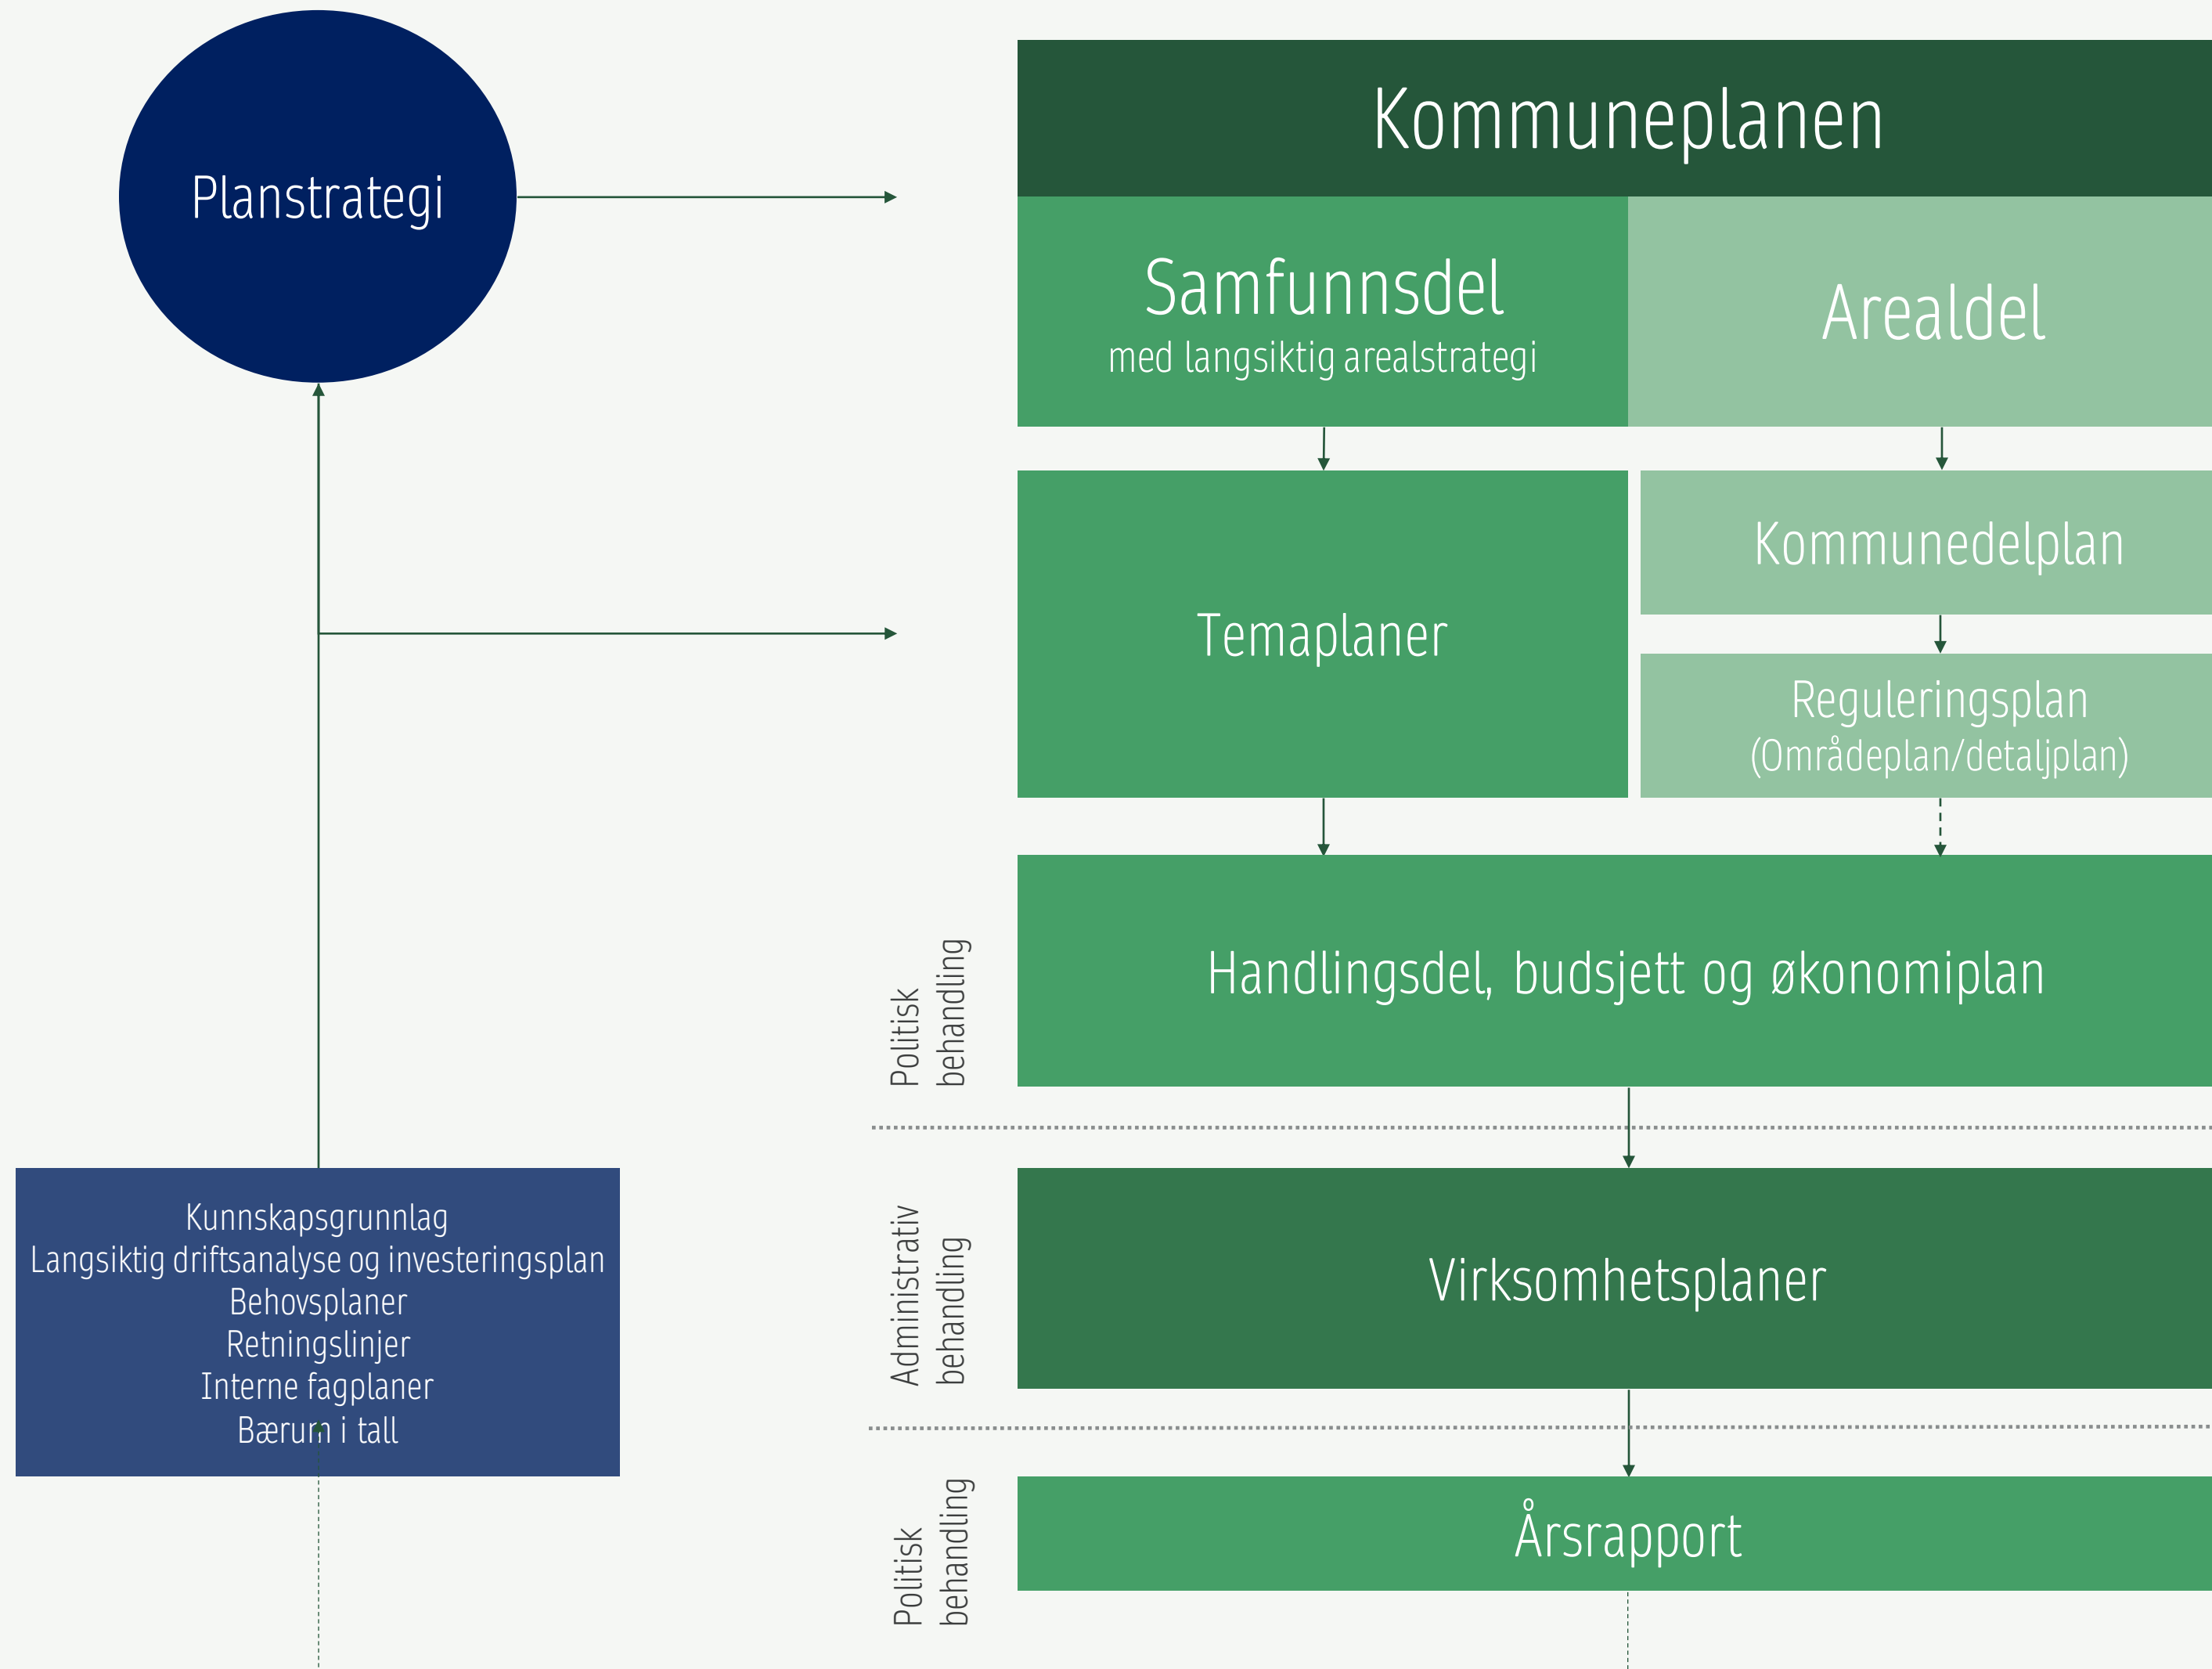 Planstrategi
Kommuneplanen
Samfunnsdel
med langsiktig arealstrategi
Arealdel
Temaplaner
Kommunedelplan
Reguleringsplan
(Områdeplan/detaljplan)
Politisk
behandling
Handlingsdel, budsjett og økonomiplan
Kunnskapsgrunnlag
Langsiktig driftsanalyse og investeringsplan
Behovsplaner
Retningslinjer
Interne fagplaner
Bærum i tall
Administrativ
behandling
Virksomhetsplaner
Politisk
behandling
Årsrapport